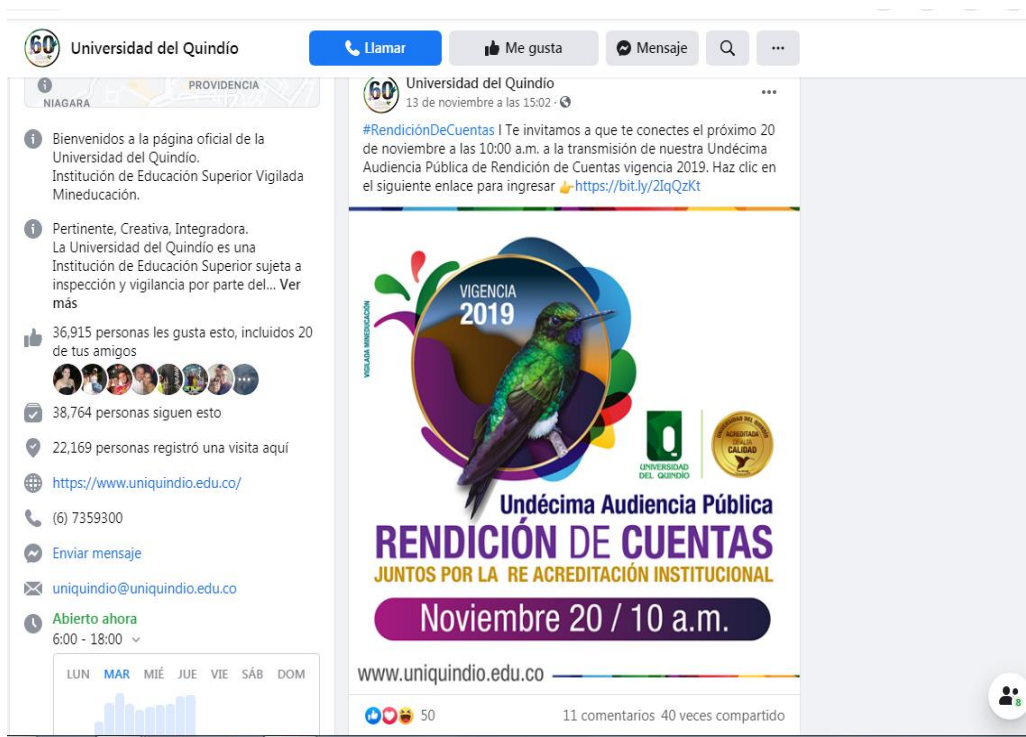 60
Universidad del Quindío
Llamar
Me gusta
Mensaje
PROVIDENCIA
NIAGARA
Bienvenidos a la página oficial de la
Universidad del Quindío.
Institución de Educación Superior Vigilada
Mineducación.
Pertinente, Creativa, Integradora.
La Universidad del Quindío es una
Institución de Educación Superior sujeta a
inspección y vigilancia por parte del... Ver
más
36,915 personas les gusta esto, incluidos 20
de tus amigos
38,764 personas siguen esto
22,169 personas registró una visita aquí
https://www.uniquindio.edu.co/
(6) 7359300
Enviar mensaje
uniquindio@uniquindio.edu.co
Abierto ahora
6:00 - 18:00
LUN MAR MIÉ JUE VIE SÁB DOM
60
Universidad del Quindío
13 de noviembre a las 15:02 ·
#RendiciónDeCuentas I Te invitamos a que te conectes el próximo 20
de noviembre a las 10:00 a.m. a la transmisión de nuestra Undécima
Audiencia Pública de Rendición de Cuentas vigencia 2019. Haz clic en
el siguiente enlace para ingresar 👉https://bit.ly/2IqQzKt
VIGENCIA
2019
VIGILADA MINEDUCACIÓN
UNIVERSIDAD
DEL QUINDÍO
UNIVERSIDAD DEL QUINDÍO
ACREDITADA
DE ALTA
CALIDAD
Undécima Audiencia Pública
RENDICIÓN DE CUENTAS
JUNTOS POR LA RE ACREDITACIÓN INSTITUCIONAL
Noviembre 20 / 10 a.m.
www.uniquindio.edu.co
50
11 comentarios 40 veces compartido
8